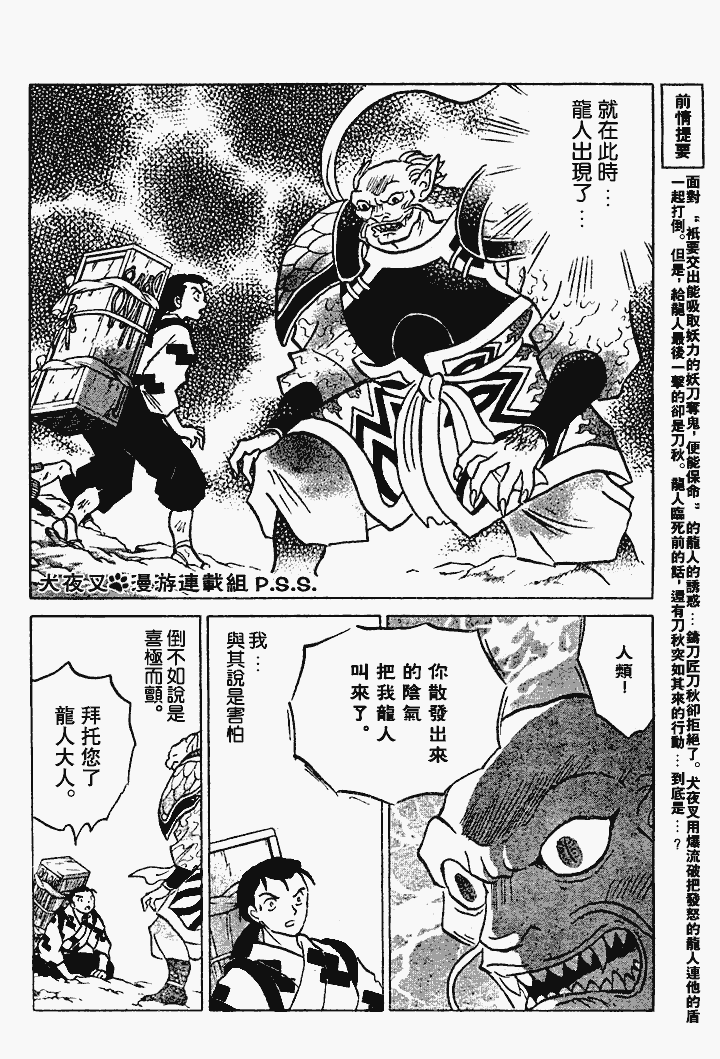 前情提要
面對〝祇要交出能吸取妖力的妖刀奪鬼，便能保命〞的龍人的誘惑…鑄刀匠刀秋卻拒絕了。犬夜叉用爆流破把發怒的龍人連他的盾
一起打倒。但是，給龍人最後一擊的卻是刀秋。龍人臨死前的話，還有刀秋突如其來的行動…到底是…？
就在此時…
龍人出現了…
犬夜叉 漫游連載組 P.S.S.
人類！
你散發出來
的陰氣
把我龍人
叫來了。
我…
與其說是害怕
倒不如說是
喜極而顫。
拜托您了
龍人大人。